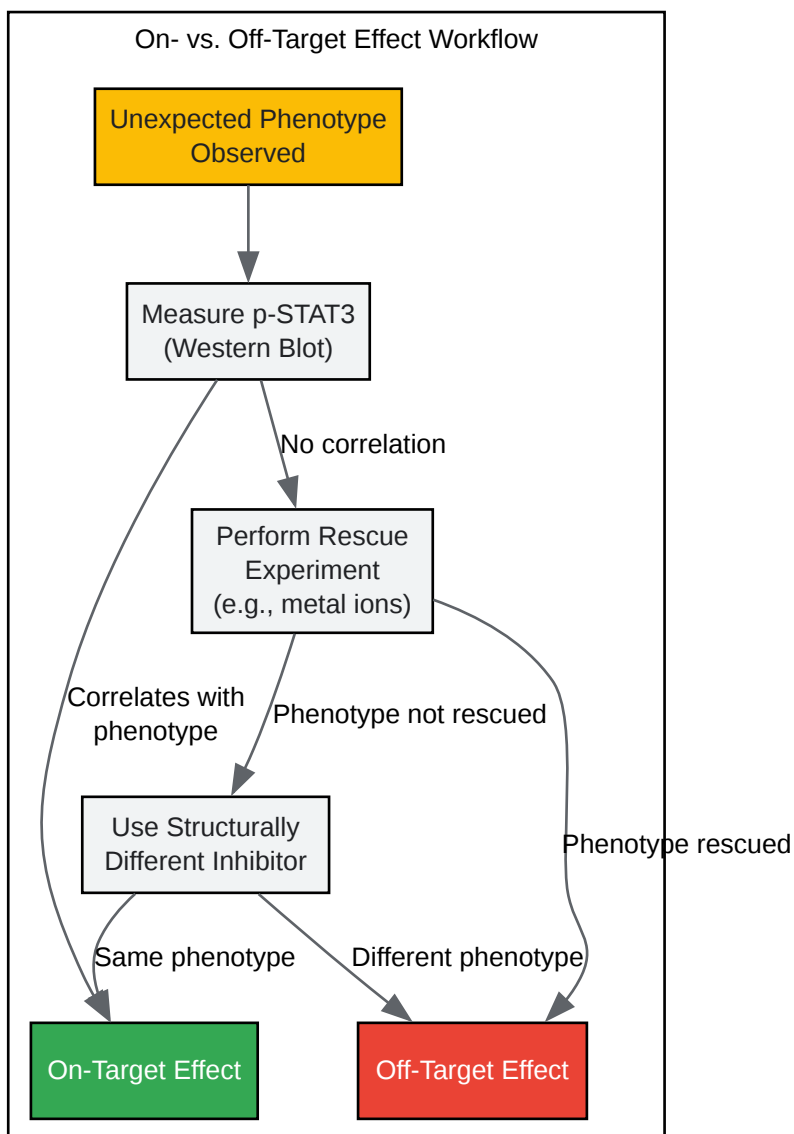 On- vs. Off-Target Effect Workflow
Unexpected Phenotype
Observed
Measure p-STAT3
(Western Blot)
No correlation
Perform Rescue
Experiment
(e.g., metal ions)
Correlates with
phenotype
Phenotype not rescued
Use Structurally
Different Inhibitor
Phenotype rescued
Same phenotype
Different phenotype
On-Target Effect
Off-Target Effect